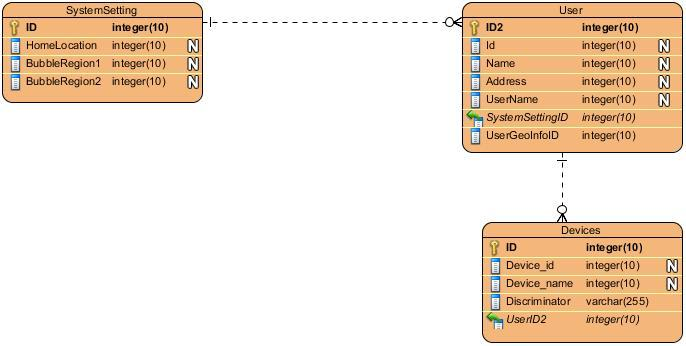 SystemSetting
ID integer(10)
HomeLocation integer(10) N
BubbleRegion1 integer(10) N
BubbleRegion2 integer(10) N
User
ID2 integer(10)
Id integer(10) N
Name integer(10) N
Address integer(10) N
UserName integer(10) N
SystemSettingID integer(10)
UserGeoInfoID integer(10)
Devices
ID integer(10)
Device_id integer(10) N
Device_name integer(10) N
Discriminator varchar(255)
UserID2 integer(10)